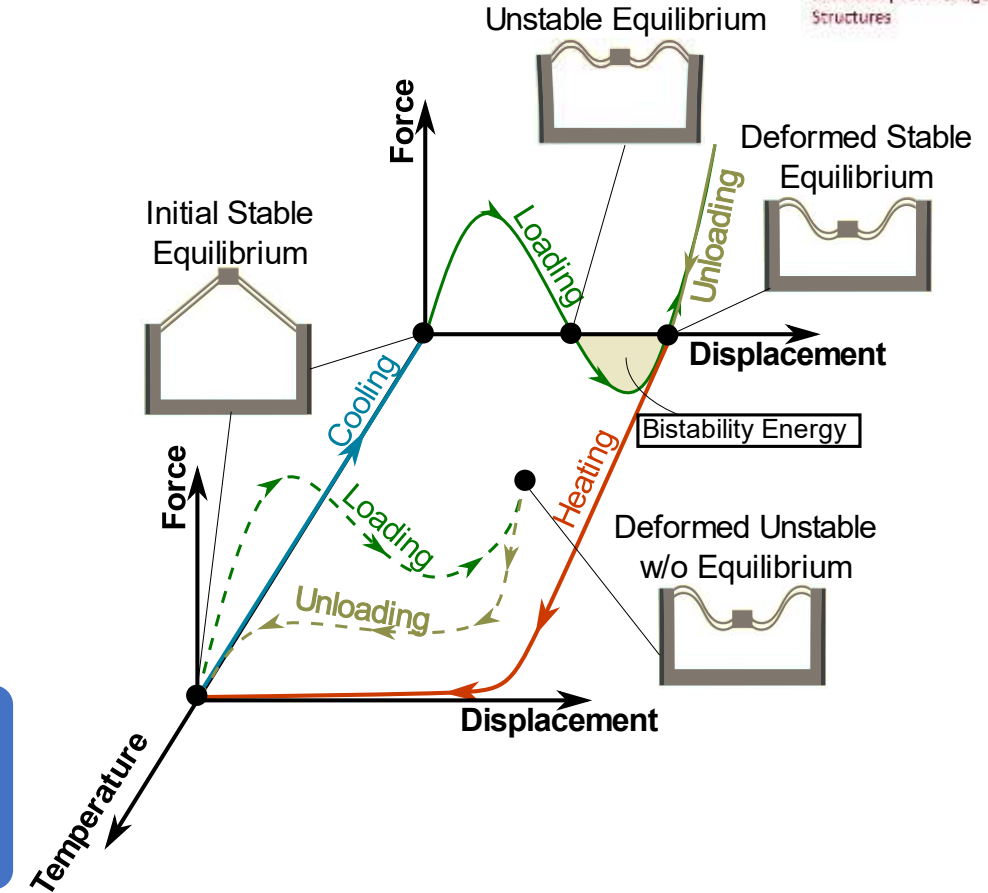 Structures
Unstable Equilibrium
Force
Deformed Stable
Equilibrium
Initial Stable
Equilibrium
Loading
Unloading
Displacement
Cooling
Bistability Energy
Heating
Force
Loading
Deformed Unstable
w/o Equilibrium
Unloading
Displacement
Temperature